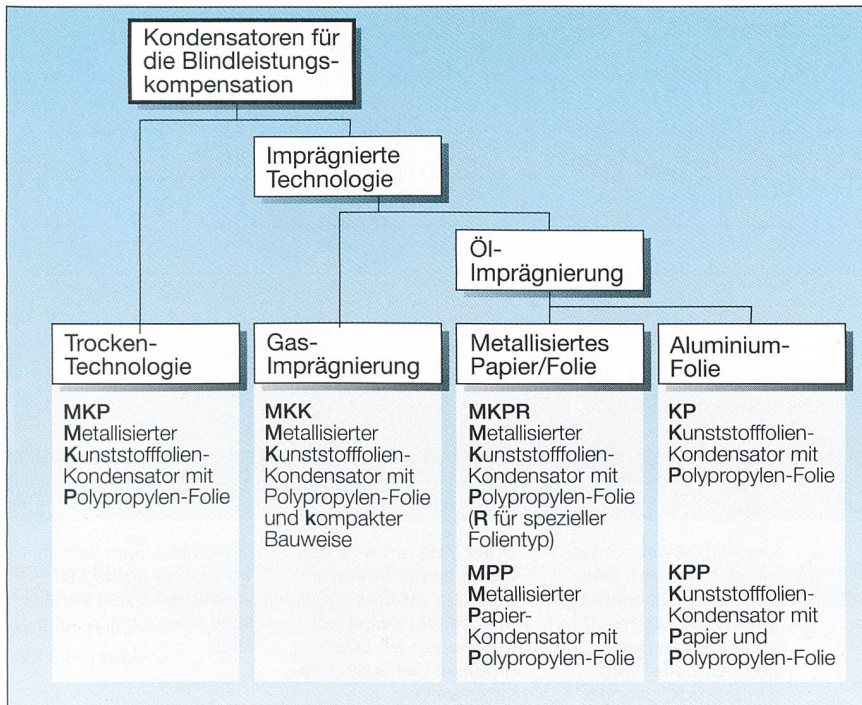 Kondensatoren für
die Blindleistungs-
kompensation
Imprägnierte
Technologie
Öl-
Imprägnierung
Trocken-
Technologie
MKP
Metallisierter
Kunststofffolien-
Kondensator mit
Polypropylen-Folie
Gas-
Imprägnierung
MKK
Metallisierter
Kunststofffolien-
Kondensator mit
Polypropylen-Folie
und kompakter
Bauweise
Metallisiertes
Papier/Folie
MKPR
Metallisierter
Kunststofffolien-
Kondensator mit
Polypropylen-Folie
(R für spezieller
Folientyp)
MPP
Metallisierter
Papier-
Kondensator mit
Polypropylen-Folie
Aluminium-
Folie
KP
Kunststofffolien-
Kondensator mit
Polypropylen-Folie
KPP
Kunststofffolien-
Kondensator mit
Papier und
Polypropylen-Folie